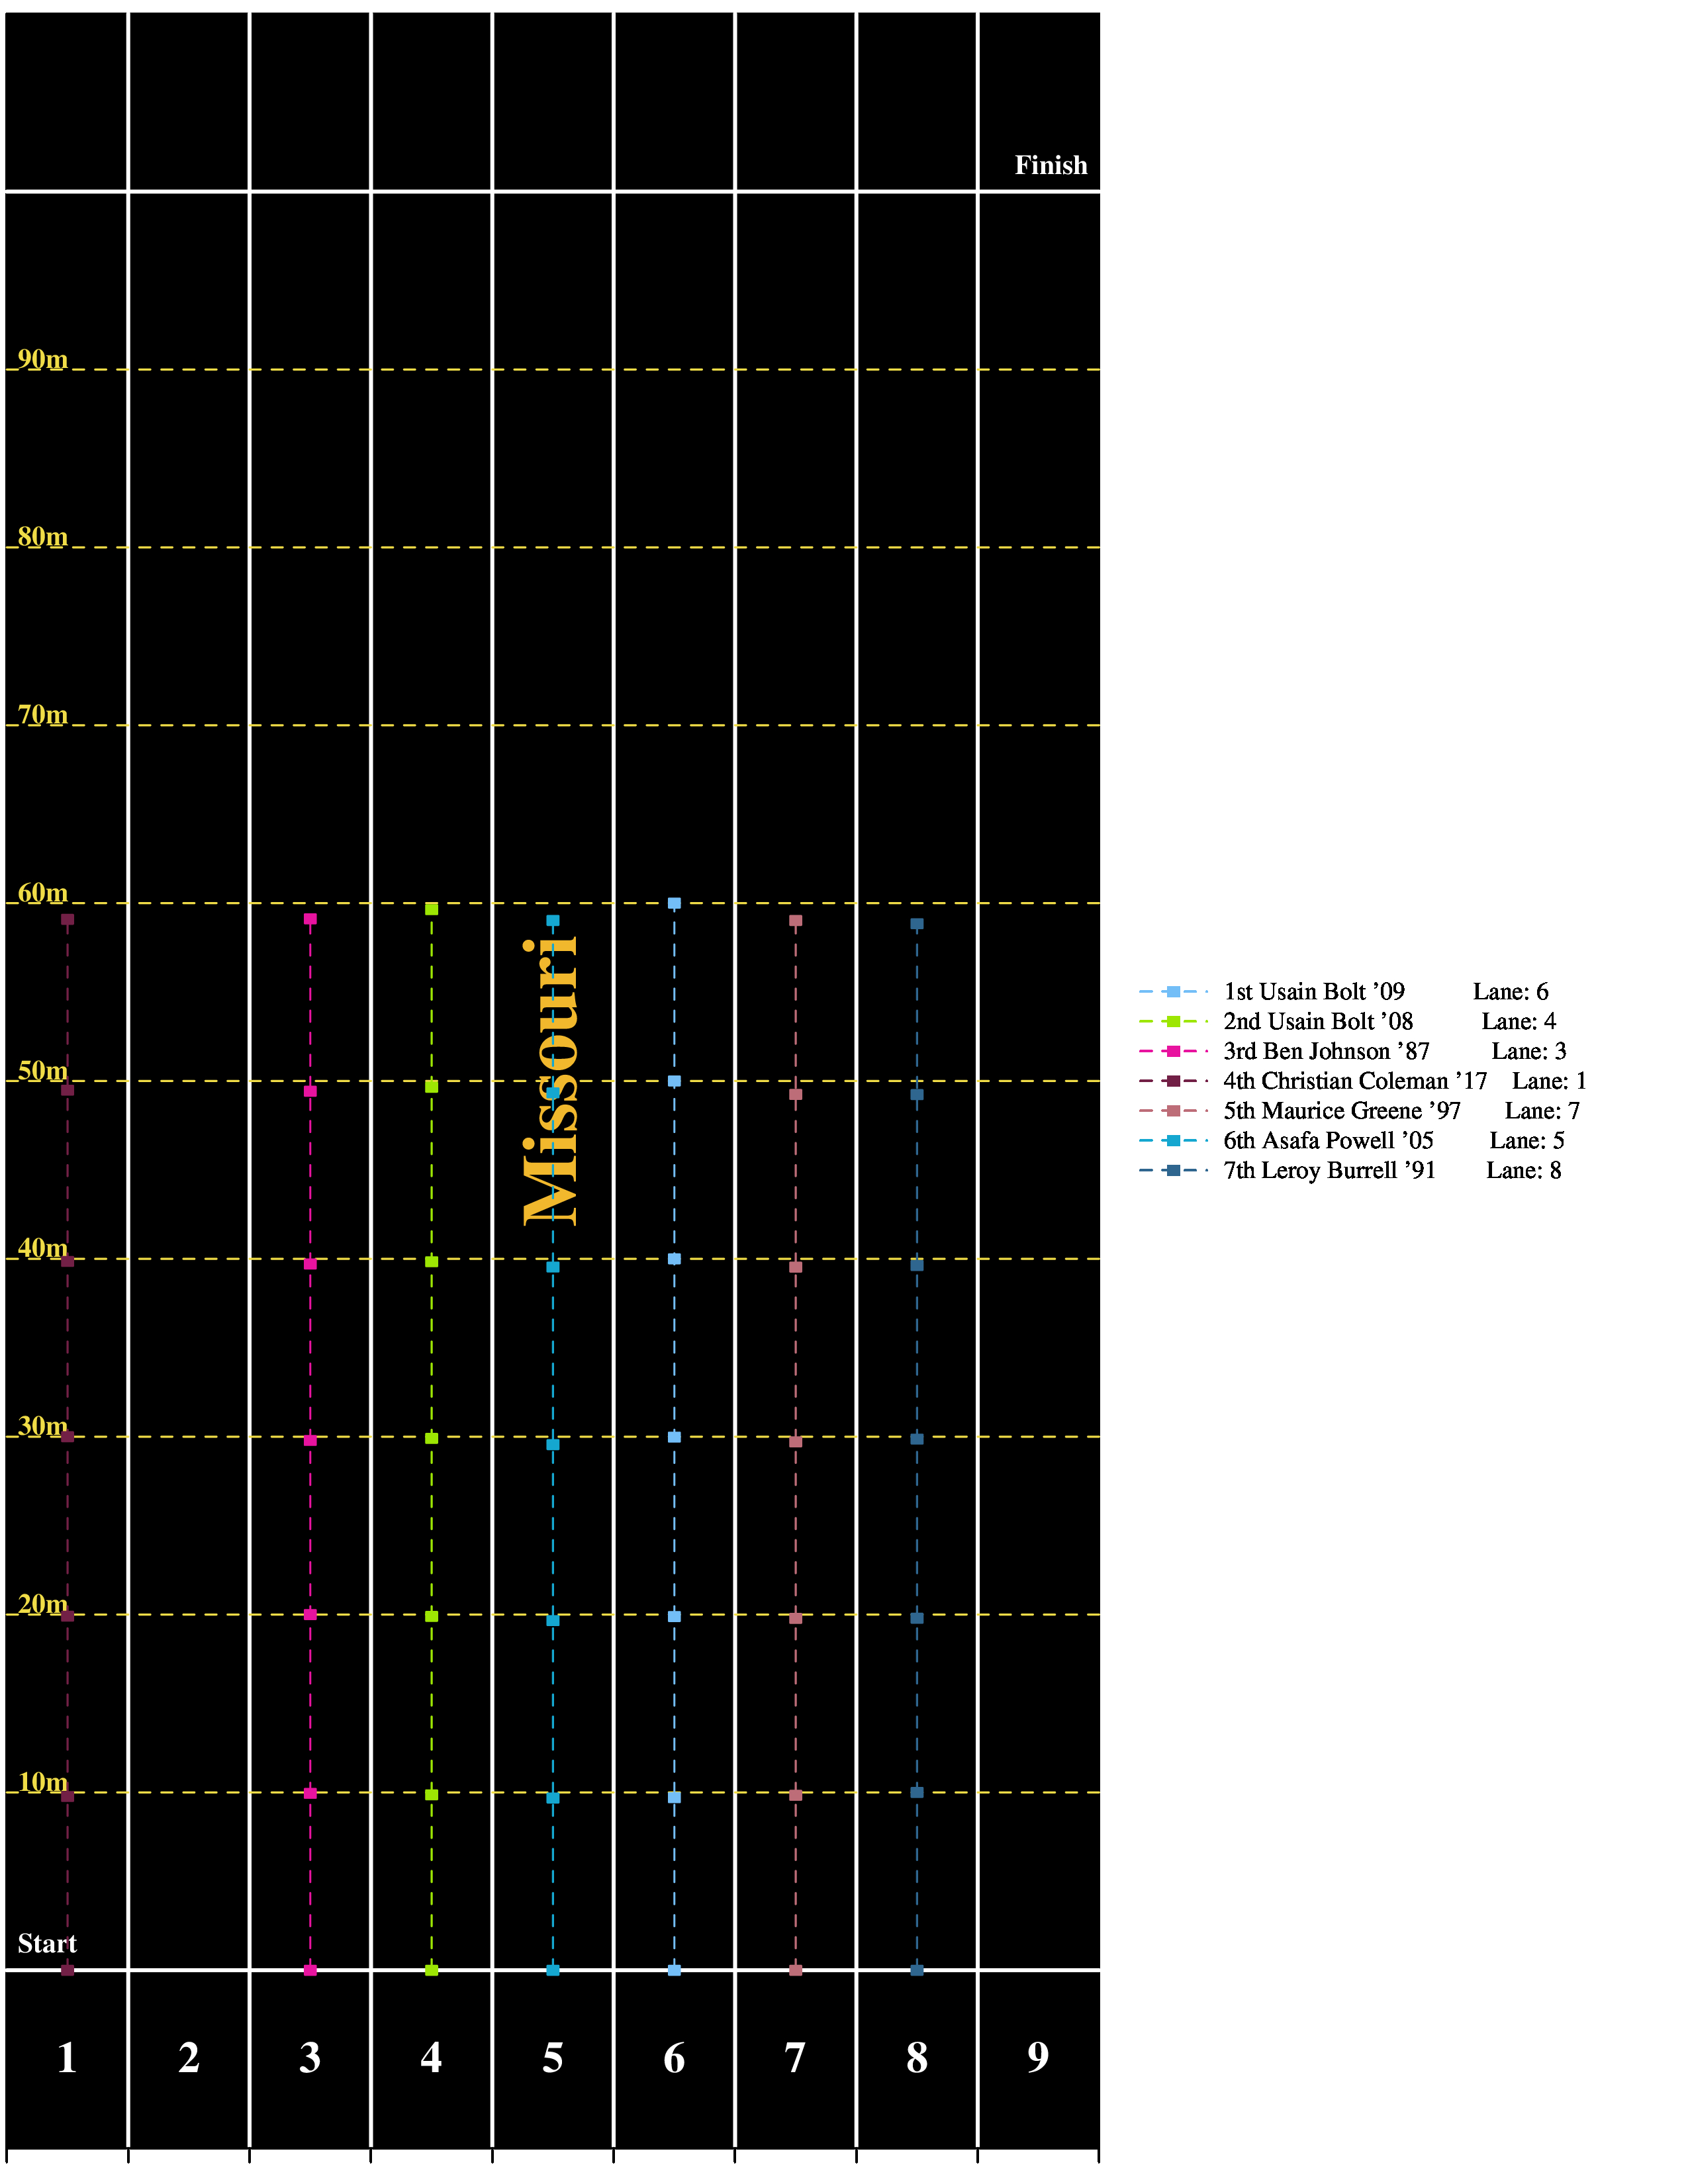 Finish
90m
80m
70m
60m
Missouri
50m
40m
30m
20m
10m
Start
1 2 3 4 5 6 7 8 9
1st Usain Bolt ’09 Lane: 6
2nd Usain Bolt ’08 Lane: 4
3rd Ben Johnson ’87 Lane: 3
4th Christian Coleman ’17 Lane: 1
5th Maurice Greene ’97 Lane: 7
6th Asafa Powell ’05 Lane: 5
7th Leroy Burrell ’91 Lane: 8